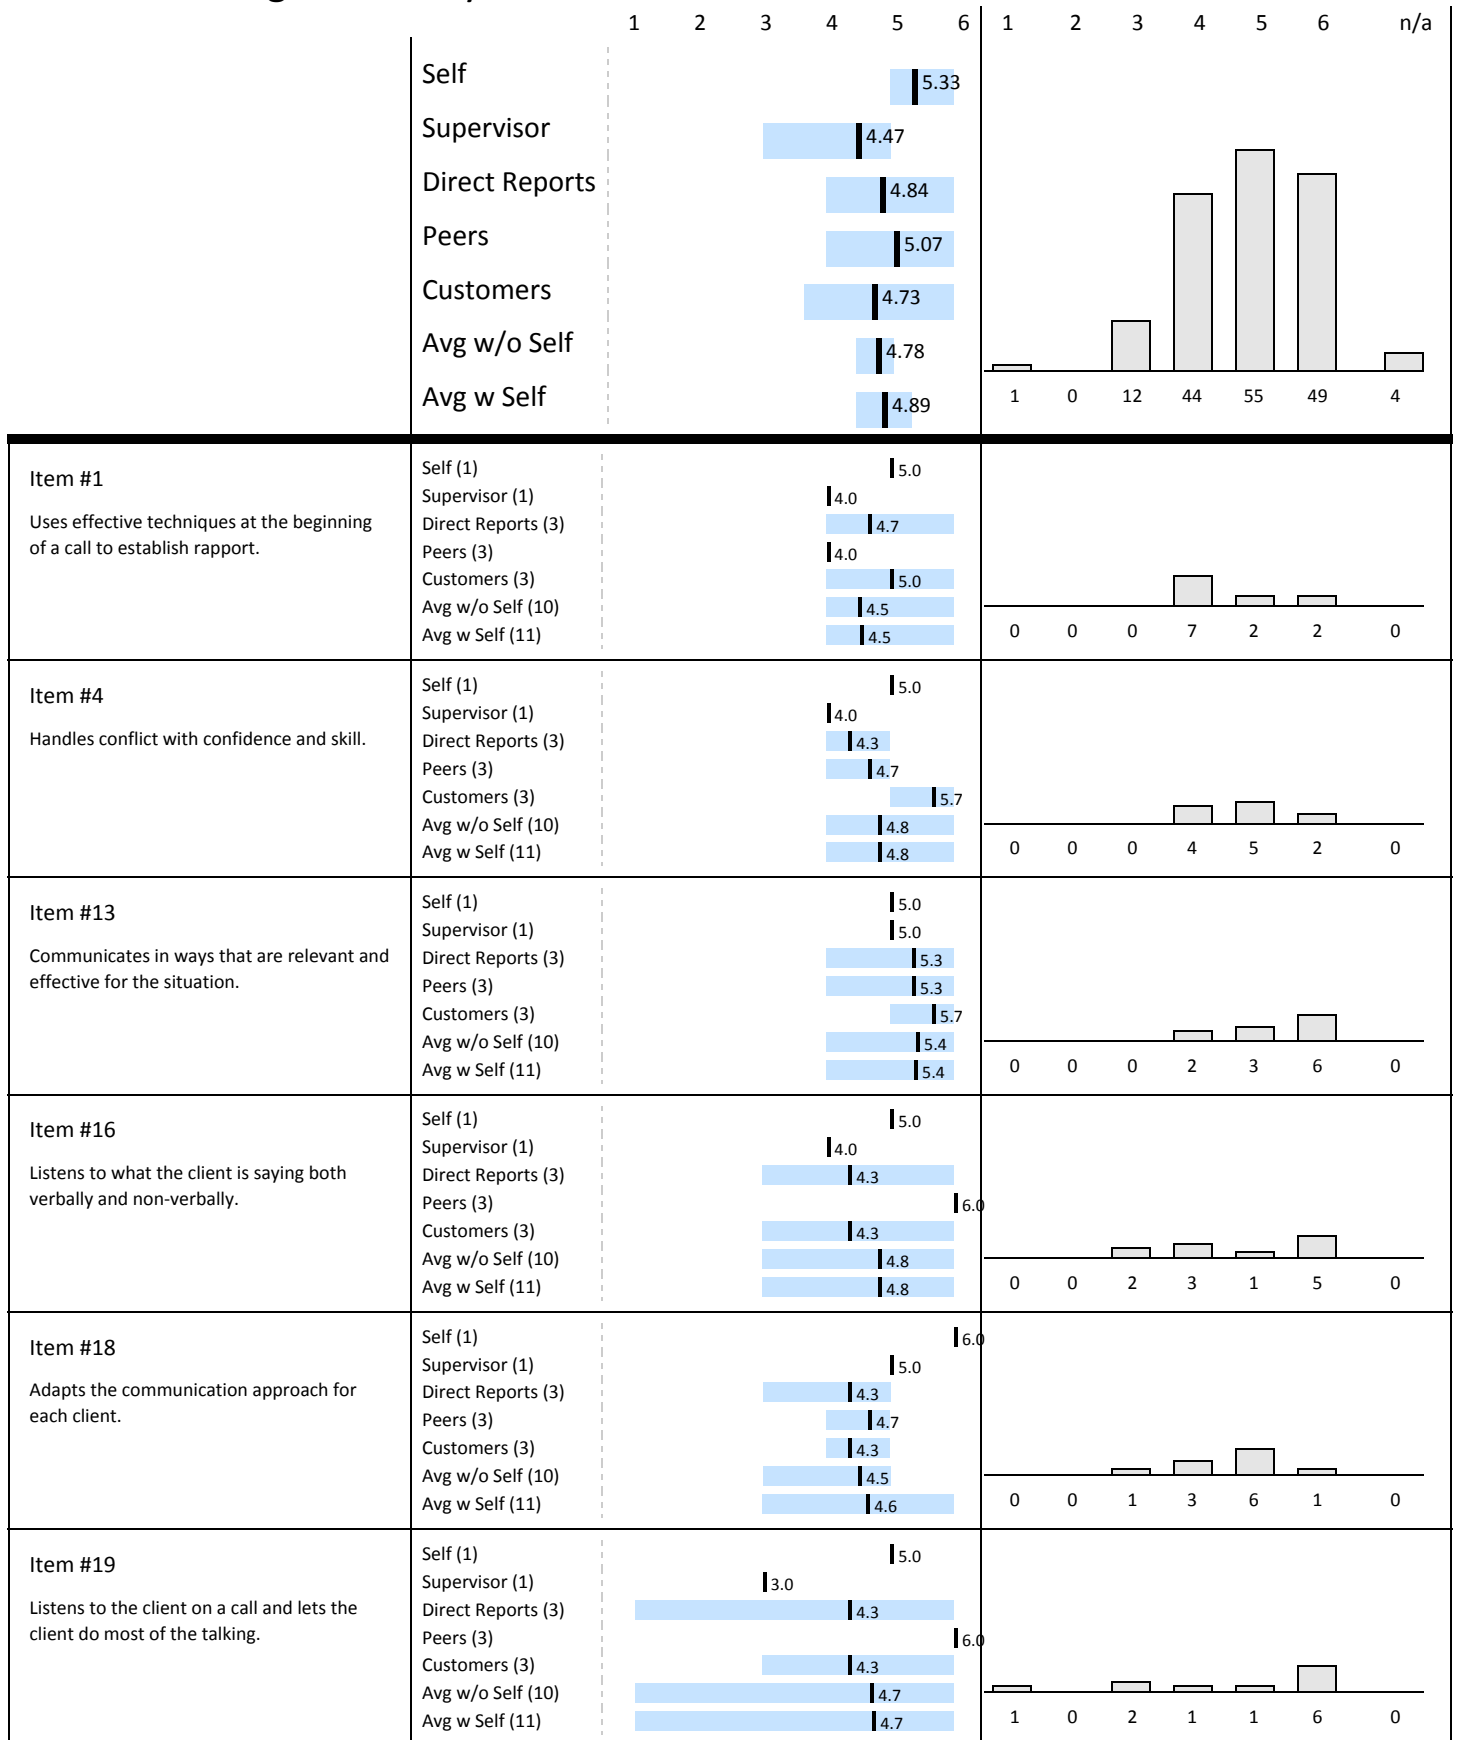 1 2 3 4 5 6 1 2 3 4 5 6 n/a
Self 5.33
Supervisor 4.47
Direct Reports 4.84
Peers 5.07
Customers 4.73
Avg w/o Self 4.78
Avg w Self 4.89
1 0 12 44 55 49 4
Item #1
Uses effective techniques at the beginning
of a call to establish rapport.
Self (1) 5.0
Supervisor (1) 4.0
Direct Reports (3) 4.7
Peers (3) 4.0
Customers (3) 5.0
Avg w/o Self (10) 4.5
Avg w Self (11) 4.5
0 0 0 7 2 2 0
Item #4
Handles conflict with confidence and skill.
Self (1) 5.0
Supervisor (1) 4.0
Direct Reports (3) 4.3
Peers (3) 4.7
Customers (3) 5.7
Avg w/o Self (10) 4.8
Avg w Self (11) 4.8
0 0 0 4 5 2 0
Item #13
Communicates in ways that are relevant and
effective for the situation.
Self (1) 5.0
Supervisor (1) 5.0
Direct Reports (3) 5.3
Peers (3) 5.3
Customers (3) 5.7
Avg w/o Self (10) 5.4
Avg w Self (11) 5.4
0 0 0 2 3 6 0
Item #16
Listens to what the client is saying both
verbally and non-verbally.
Self (1) 5.0
Supervisor (1) 4.0
Direct Reports (3) 4.3
Peers (3) 6.0
Customers (3) 4.3
Avg w/o Self (10) 4.8
Avg w Self (11) 4.8
0 0 2 3 1 5 0
Item #18
Adapts the communication approach for
each client.
Self (1) 6.0
Supervisor (1) 5.0
Direct Reports (3) 4.3
Peers (3) 4.7
Customers (3) 4.3
Avg w/o Self (10) 4.5
Avg w Self (11) 4.6
0 0 1 3 6 1 0
Item #19
Listens to the client on a call and lets the
client do most of the talking.
Self (1) 5.0
Supervisor (1) 3.0
Direct Reports (3) 4.3
Peers (3) 6.0
Customers (3) 4.3
Avg w/o Self (10) 4.7
Avg w Self (11) 4.7
1 0 2 1 1 6 0